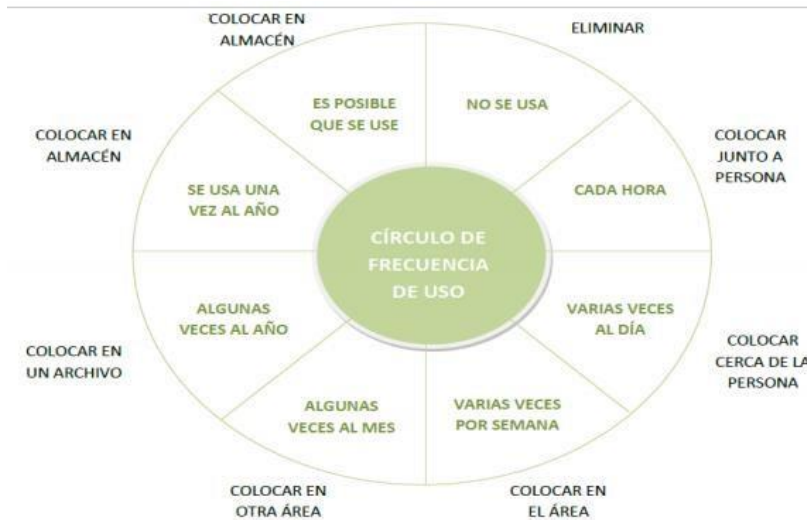 COLOCAR EN
ALMACÉN
ELIMINAR
ES POSIBLE
QUE SE USE
NO SE USA
COLOCAR EN
ALMACÉN
COLOCAR
JUNTO A
PERSONA
SE USA UNA
VEZ AL AÑO
CADA HORA
CÍRCULO DE
FRECUENCIA
DE USO
ALGUNAS
VECES AL AÑO
VARIAS VECES
AL DÍA
COLOCAR EN
UN ARCHIVO
COLOCAR
CERCA DE LA
PERSONA
ALGUNAS
VECES AL MES
VARIAS VECES
POR SEMANA
COLOCAR EN
OTRA ÁREA
COLOCAR EN
EL ÁREA